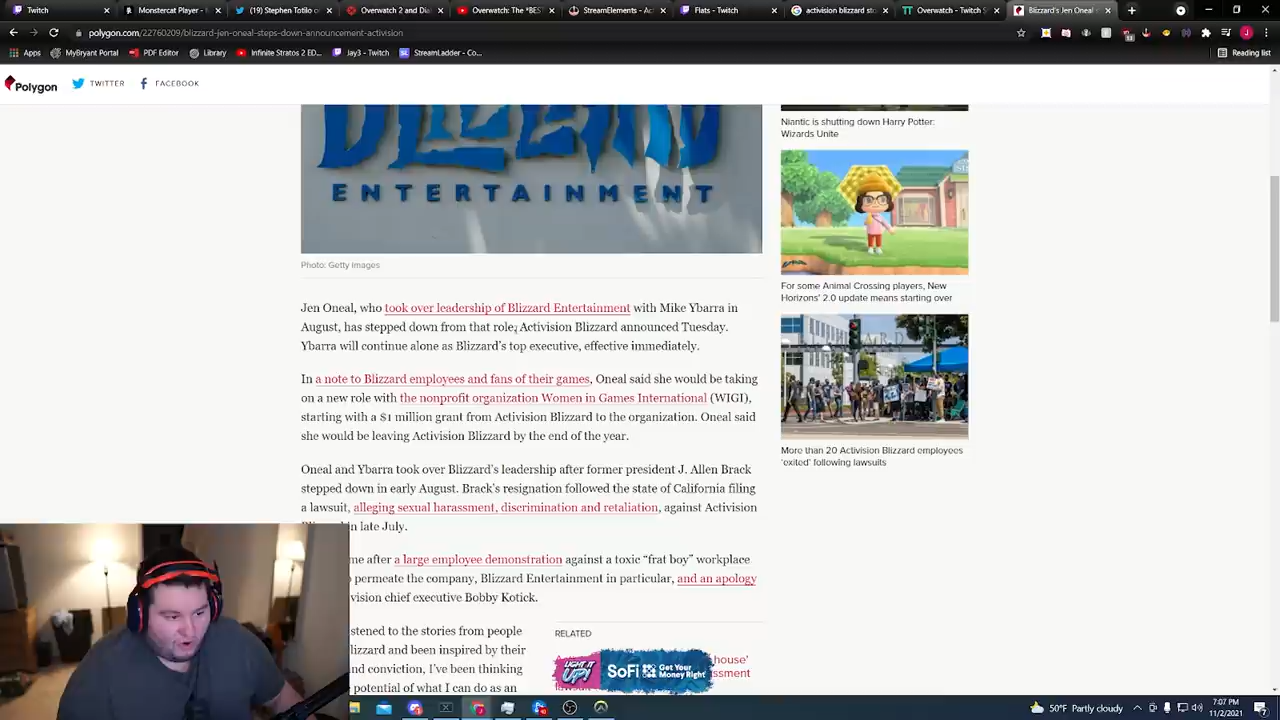 Twitch
Monstercat Player - M
(19) Stephen Totilo o
Overwatch 2 and Dia
Overwatch: The *BES
StreamElements - Ac
Flats - Twitch
activision blizzard sto
Overwatch - Twitch S
Blizzard's Jen Oneal
polygon.com/22760209/blizzard-jen-oneal-steps-down-announcement-activision
Apps
MyBryant Portal
PDF Editor
Library
Infinite Stratos 2 ED...
Jay3 - Twitch
StreamLadder - Co...
Reading list
Polygon
TWITTER
FACEBOOK
ENTERTAINMENT
Photo: Getty Images
Jen Oneal, who took over leadership of Blizzard Entertainment with Mike Ybarra in
August, has stepped down from that role, Activision Blizzard announced Tuesday.
Ybarra will continue alone as Blizzard's top executive, effective immediately.
In a note to Blizzard employees and fans of their games, Oneal said she would be taking
on a new role with the nonprofit organization Women in Games International (WIGI),
starting with a $1 million grant from Activision Blizzard to the organization. Oneal said
she would be leaving Activision Blizzard by the end of the year.
Oneal and Ybarra took over Blizzard's leadership after former president J. Allen Brack
stepped down in early August. Brack's resignation followed the state of California filing
a lawsuit, alleging sexual harassment, discrimination and retaliation, against Activision
in late July.
me after a large employee demonstration against a toxic "frat boy" workplace
permeate the company, Blizzard Entertainment in particular, and an apology
vision chief executive Bobby Kotick.
stened to the stories from people
lizzard and been inspired by their
nd conviction, I've been thinking
potential of what I can do as an
RELATED
house'
ssment
LIGHT IT UP!
SoFi
Get Your Money Right
Niantic is shutting down Harry Potter:
Wizards Unite
For some Animal Crossing players, New
Horizons' 2.0 update means starting over
More than 20 Activision Blizzard employees
'exited' following lawsuits
50°F Partly cloudy
7:07 PM
11/2/2021